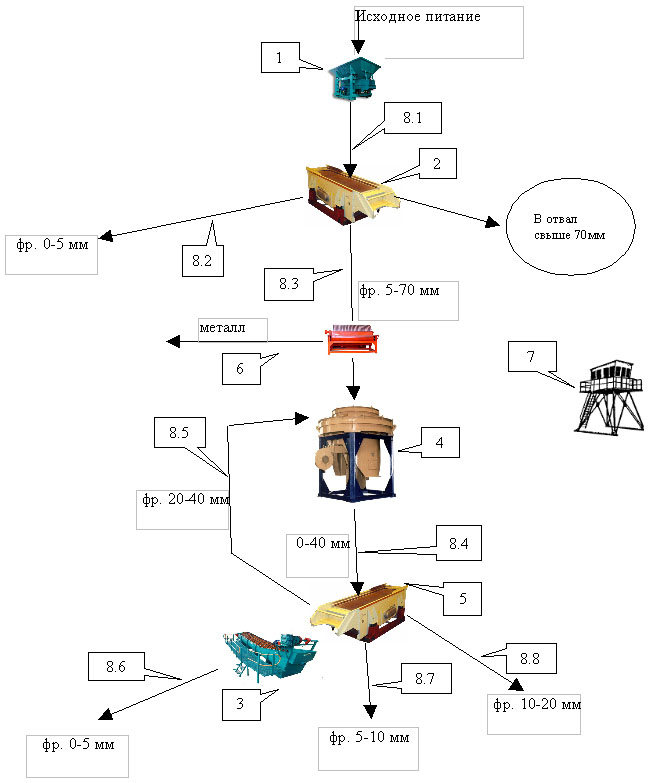 Исходное питание
1
8.1
2
В отвал
свыше 70мм
фр. 0-5 мм
8.2
8.3
фр. 5-70 мм
металл
6
7
8.5
4
фр. 20-40 мм
0-40 мм
8.4
5
8.6
8.8
8.7
3
фр. 10-20 мм
фр. 0-5 мм
фр. 5-10 мм